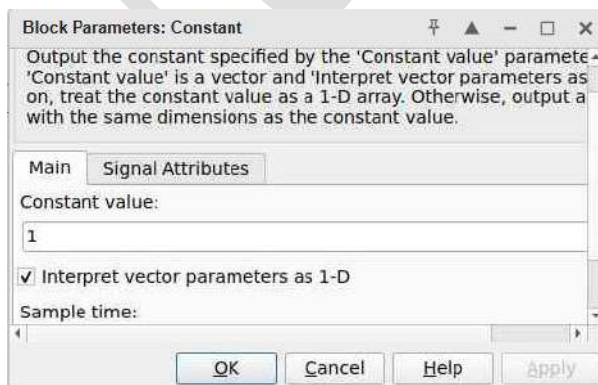 Block Parameters: Constant
Output the constant specified by the 'Constant value' paramete
'Constant value' is a vector and 'Interpret vector parameters as
on, treat the constant value as a 1-D array. Otherwise, output a
with the same dimensions as the constant value.
Main Signal Attributes
Constant value:
1
Interpret vector parameters as 1-D
Sample time:
OK Cancel Help Apply